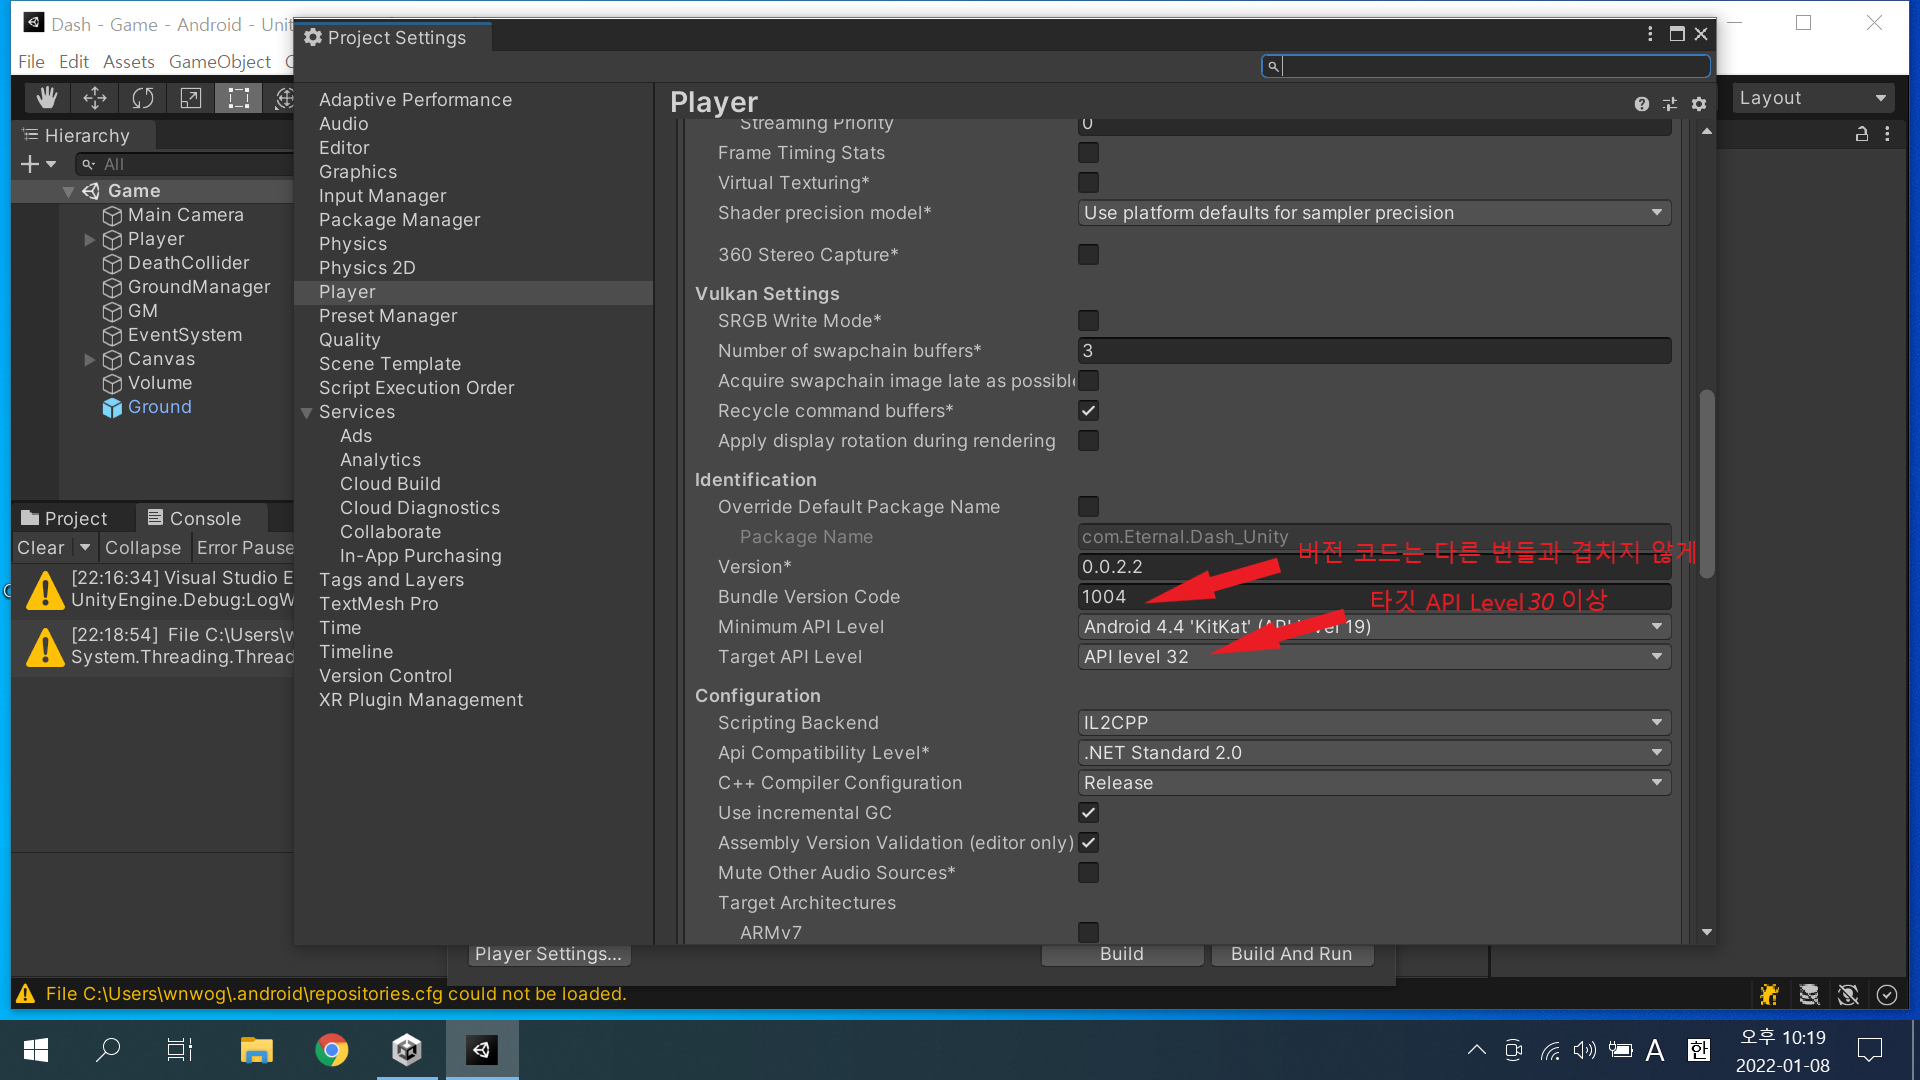 Dash - Game - Android - Unit
File Edit Assets GameObject
Layout
Hierarchy
All
Game
Main Camera
Player
DeathCollider
GroundManager
GM
EventSystem
Canvas
Volume
Ground
Project
Console
Clear
Collapse
Error Pause
[22:16:34] Visual Studio E
UnityEngine.Debug:LogW
[22:18:54] File C:\Users\w
System.Threading.Thread
Project Settings
Adaptive Performance
Audio
Editor
Graphics
Input Manager
Package Manager
Physics
Physics 2D
Player
Preset Manager
Quality
Scene Template
Script Execution Order
Services
Ads
Analytics
Cloud Build
Cloud Diagnostics
Collaborate
In-App Purchasing
Tags and Layers
TextMesh Pro
Time
Timeline
Version Control
XR Plugin Management
Player
Streaming Priority 0
Frame Timing Stats
Virtual Texturing*
Shader precision model* Use platform defaults for sampler precision
360 Stereo Capture*
Vulkan Settings
SRGB Write Mode*
Number of swapchain buffers* 3
Acquire swapchain image late as possible
Recycle command buffers*
Apply display rotation during rendering
Identification
Override Default Package Name
Package Name com.Eternal.Dash_Unity
버전 코드는 다른 번들과 겹치지 않게
Version* 0.0.2.2
Bundle Version Code 1004
타깃 API Level 30 이상
Minimum API Level Android 4.4 'KitKat' (API level 19)
Target API Level API level 32
Configuration
Scripting Backend IL2CPP
Api Compatibility Level* .NET Standard 2.0
C++ Compiler Configuration Release
Use incremental GC
Assembly Version Validation (editor only)
Mute Other Audio Sources*
Target Architectures
ARMv7
Player Settings...
Build
Build And Run
File C:\Users\wnwog\.android\repositories.cfg could not be loaded.
A
한
오후 10:19
2022-01-08